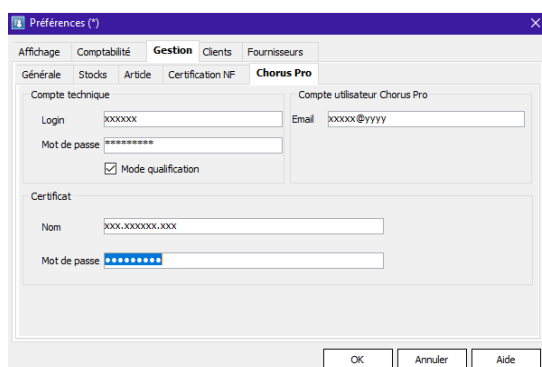 Préférences (*)
Affichage Comptabilité Gestion Clients Fournisseurs
Générale Stocks Article Certification NF Chorus Pro
Compte technique Compte utilisateur Chorus Pro
Login xxxxxx Email xxxxx@yyyy
Mot de passe *********
Mode qualification
Certificat
Nom xxx.xxxxxx.xxx
Mot de passe •••••••••
OK Annuler Aide